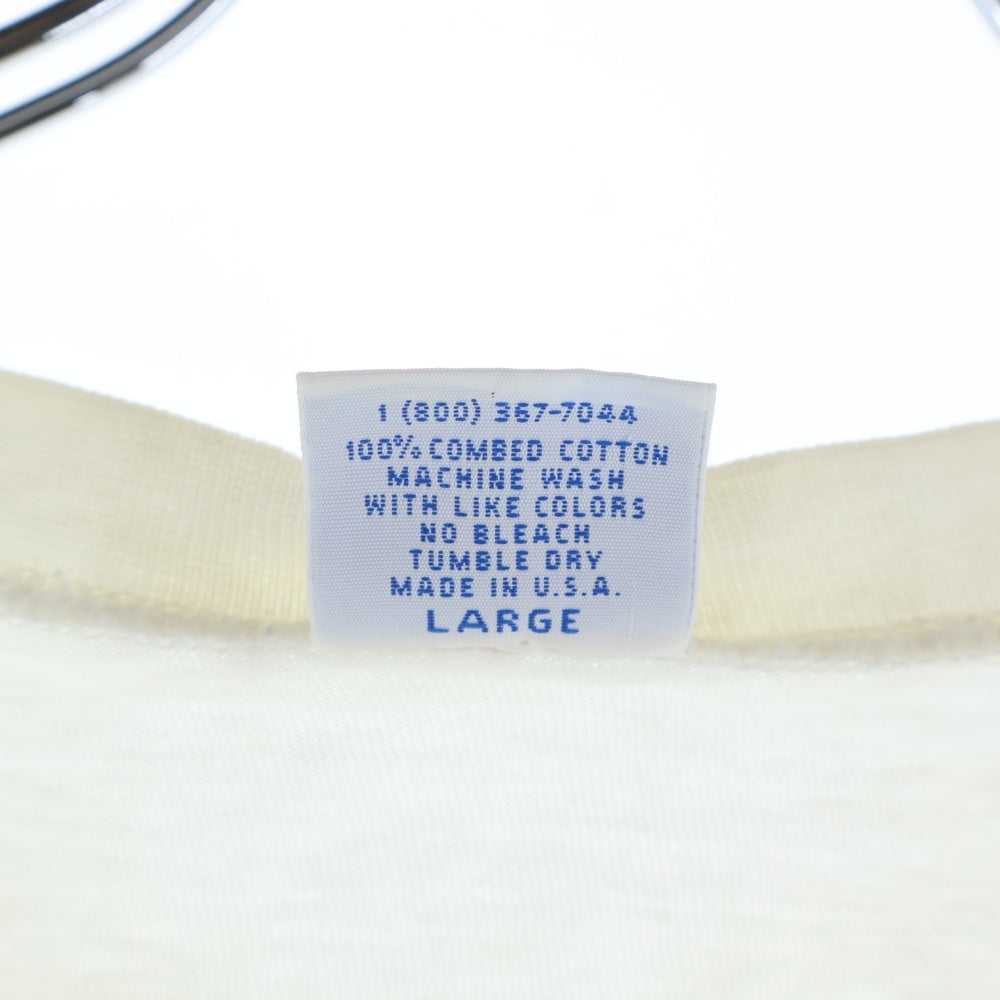 1 (800) 367-7044
100% COMBED COTTON
MACHINE WASH
WITH LIKE COLORS
NO BLEACH
TUMBLE DRY
MADE IN U.S.A.
LARGE